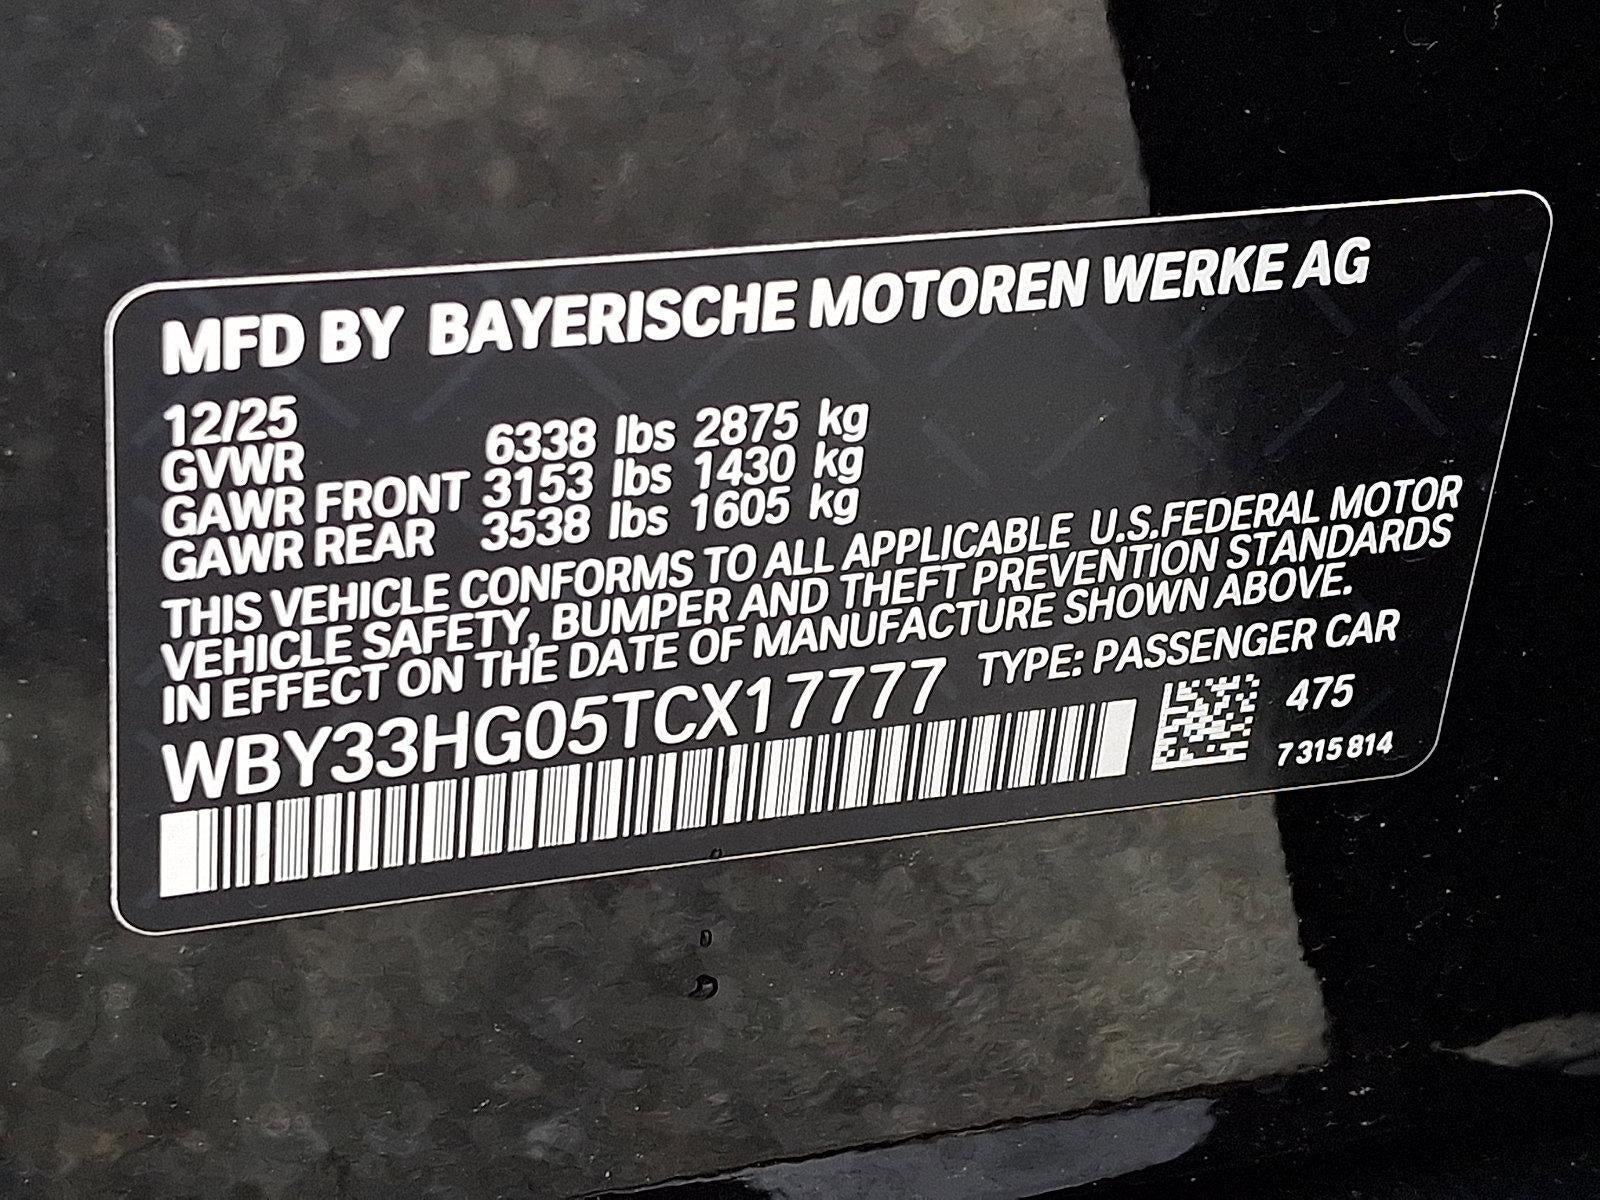 MFD BY BAYERISCHE MOTOREN WERKE AG
12/25
GVWR 6338 lbs 2875 kg
GAWR FRONT 3153 lbs 1430 kg
GAWR REAR 3538 lbs 1605 kg
THIS VEHICLE CONFORMS TO ALL APPLICABLE U.S.FEDERAL MOTOR
VEHICLE SAFETY, BUMPER AND THEFT PREVENTION STANDARDS
IN EFFECT ON THE DATE OF MANUFACTURE SHOWN ABOVE.
WBY33HG05TCX17777 TYPE: PASSENGER CAR
475
7 315 814